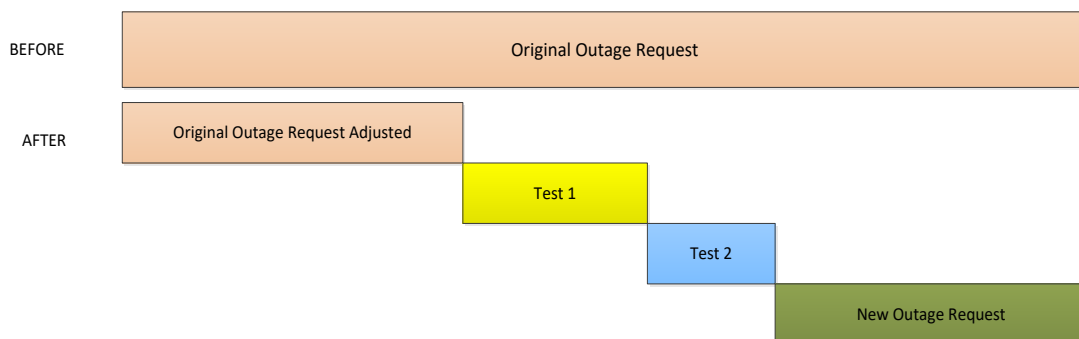 BEFORE
Original Outage Request
AFTER
Original Outage Request Adjusted
Test 1
Test 2
New Outage Request